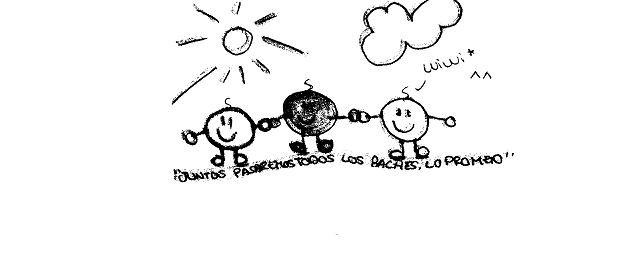 wiwi*
^^
"JUNTOS PASAREMOS TODOS LOS BACHES, LO PROMETO"